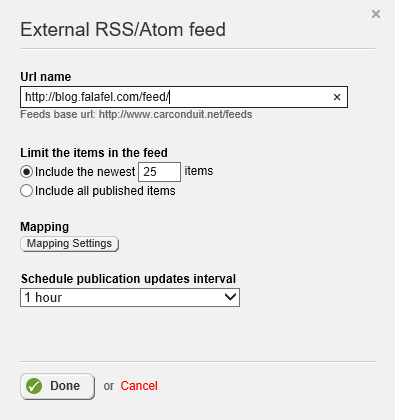 External RSS/Atom feed
Url name
http://blog.falafel.com/feed/
Feeds base url: http://www.carconduit.net/feeds
Limit the items in the feed
Include the newest 25 items
Include all published items
Mapping
Mapping Settings
Schedule publication updates interval
1 hour
Done or Cancel